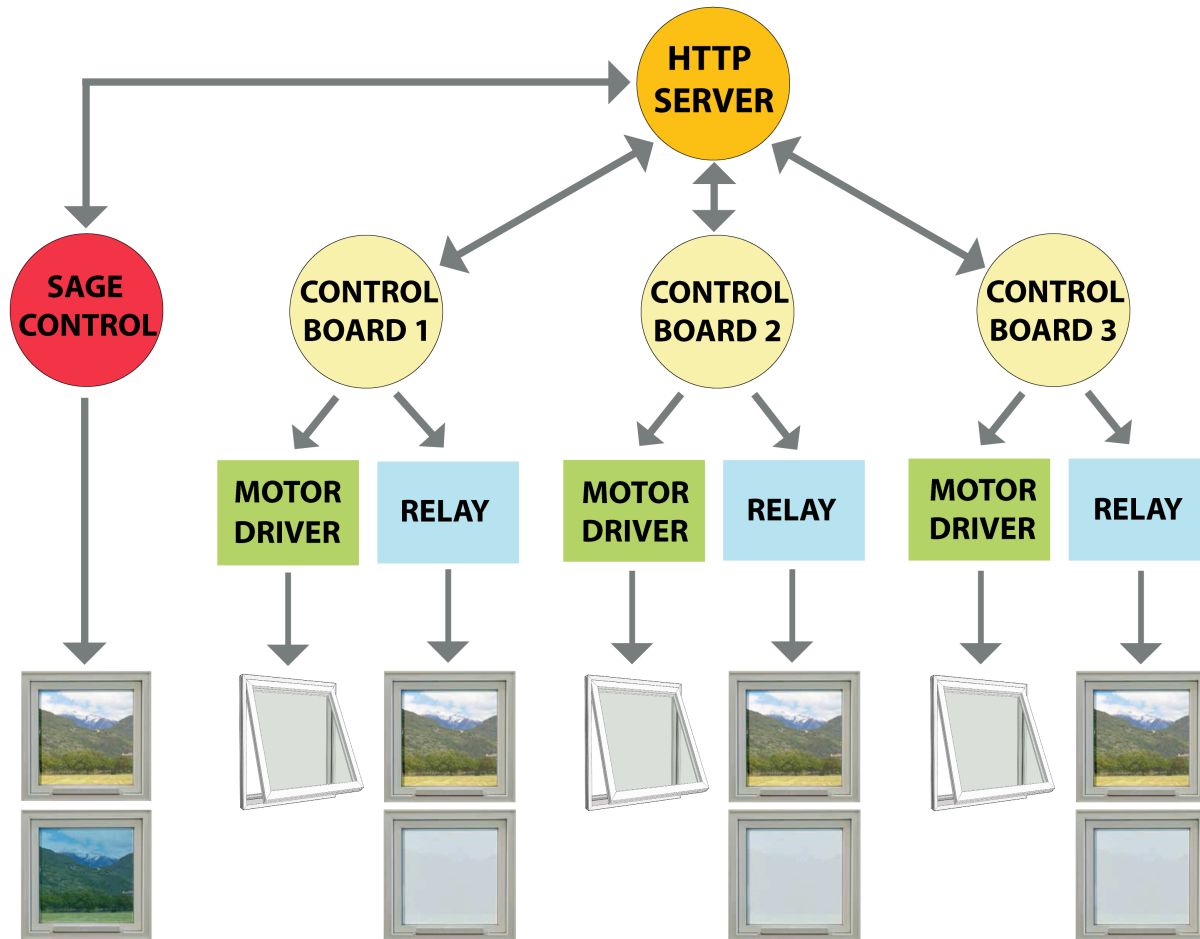 HTTP
SERVER
SAGE
CONTROL
CONTROL
BOARD 1
CONTROL
BOARD 2
CONTROL
BOARD 3
MOTOR
DRIVER
RELAY
MOTOR
DRIVER
RELAY
MOTOR
DRIVER
RELAY